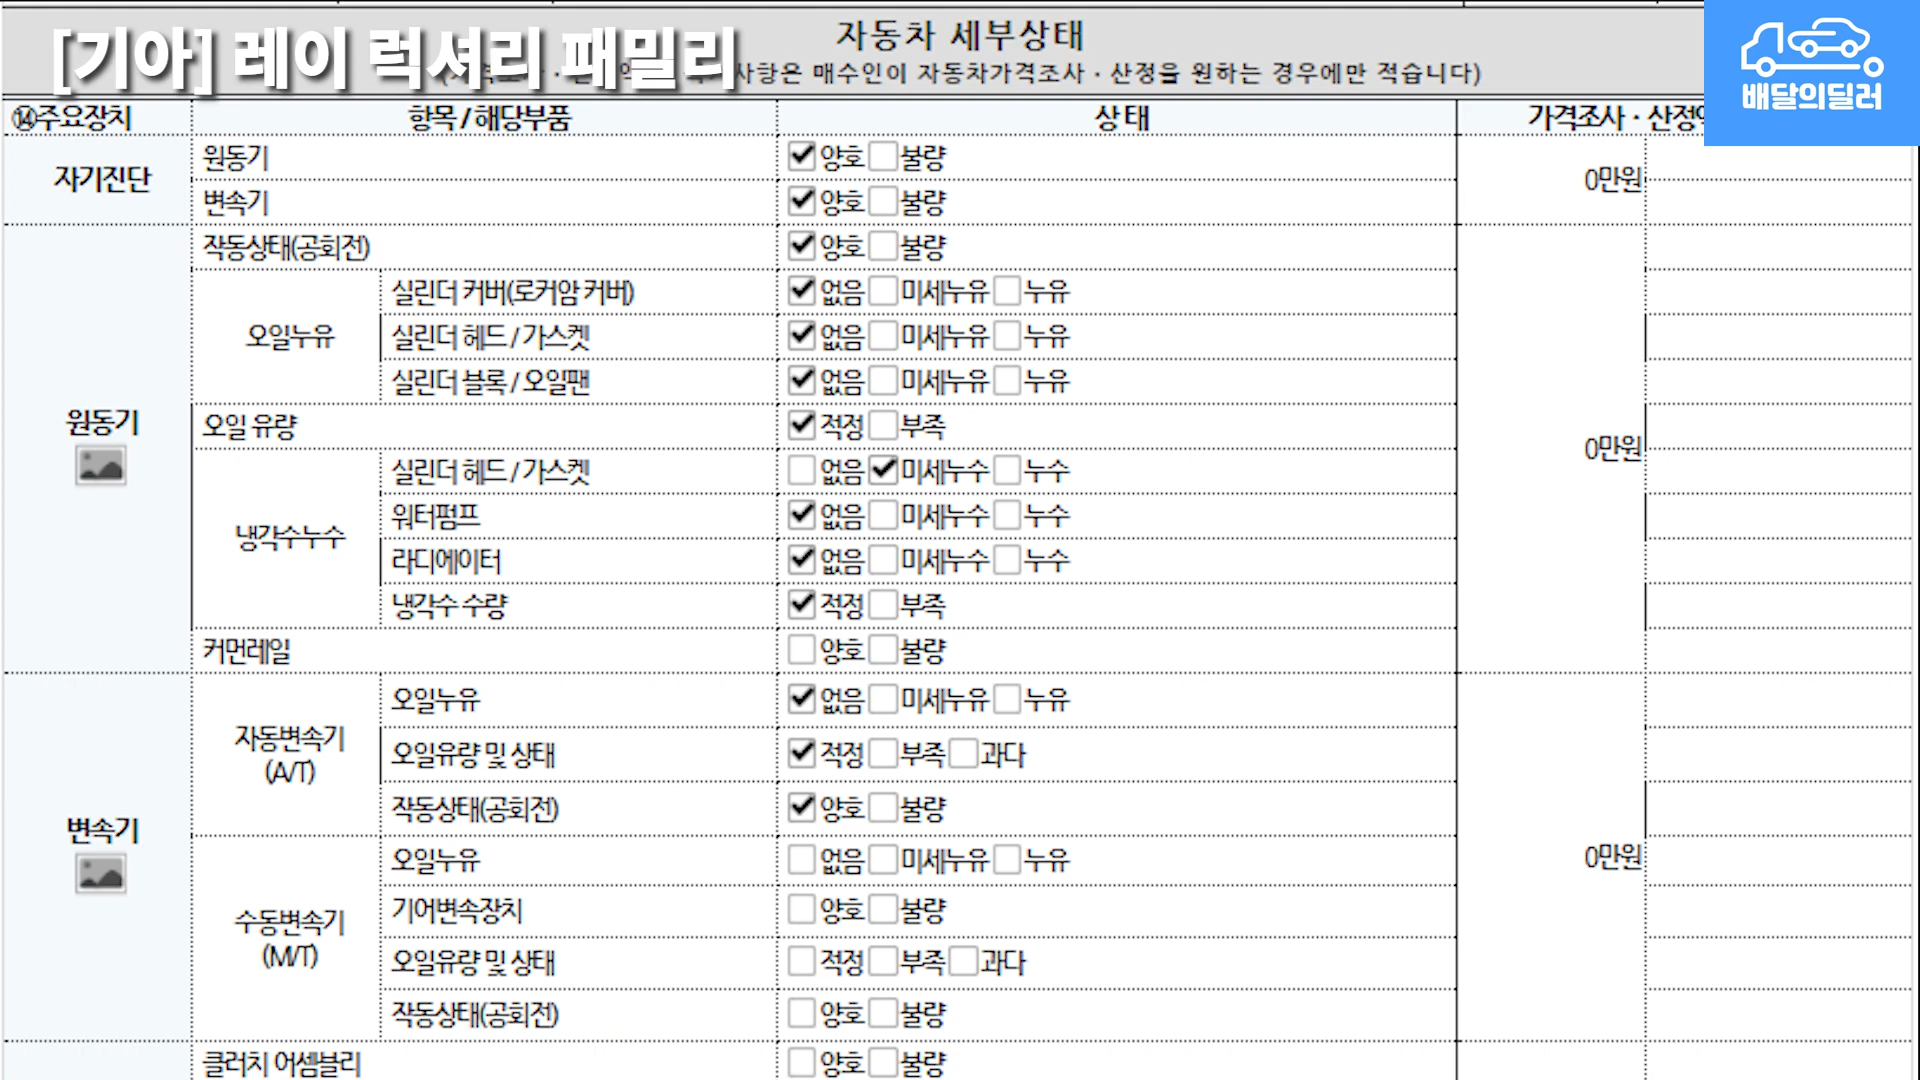 [기아] 레이 럭셔리 패밀리
자동차 세부상태
사항은 매수인이 자동차가격조사 · 산정을 원하는 경우에만 적습니다)
배달의딜러
⑭주요장치 항목 / 해당부품 상 태 가격조사 · 산정
자기진단
원동기 양호 불량
0만원
변속기 양호 불량
작동상태(공회전) 양호 불량
오일누유
실린더 커버(로커암 커버) 없음 미세누유 누유
실린더 헤드 / 가스켓 없음 미세누유 누유
실린더 블록 / 오일팬 없음 미세누유 누유
원동기
오일 유량 적정 부족
0만원
냉각수누수
실린더 헤드 / 가스켓 없음 미세누수 누수
워터펌프 없음 미세누수 누수
라디에이터 없음 미세누수 누수
냉각수 수량 적정 부족
커먼레일 양호 불량
자동변속기
(A/T)
오일누유 없음 미세누유 누유
오일유량 및 상태 적정 부족 과다
작동상태(공회전) 양호 불량
변속기
0만원
수동변속기
(M/T)
오일누유 없음 미세누유 누유
기어변속장치 양호 불량
오일유량 및 상태 적정 부족 과다
작동상태(공회전) 양호 불량
클러치 어셈블리 양호 불량